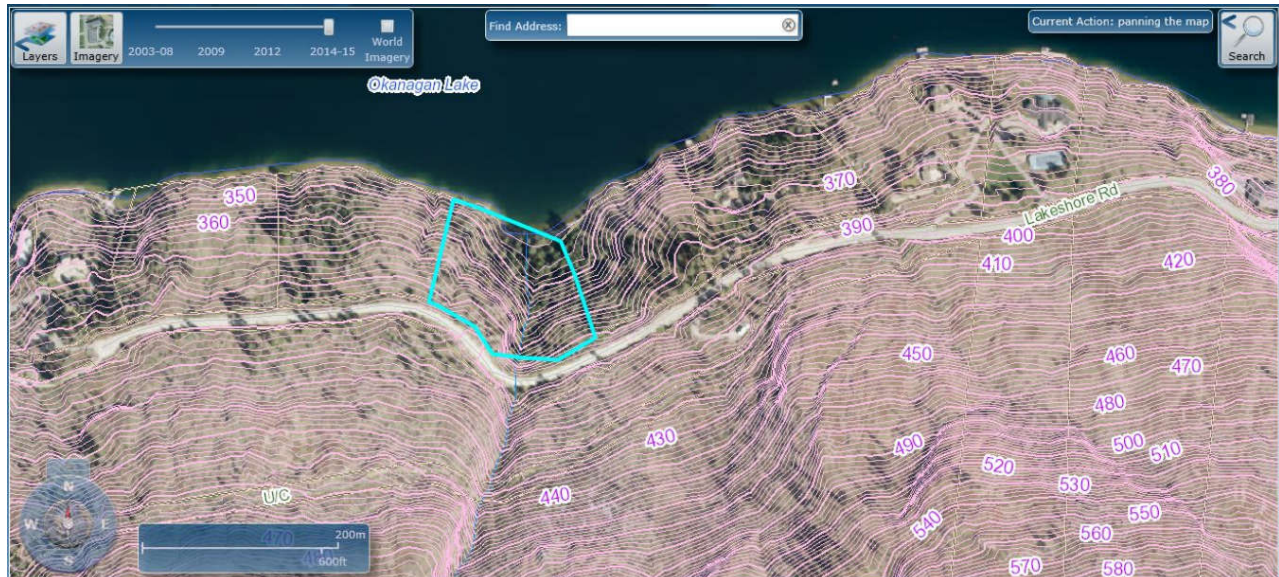 Find Address:
Current Action: panning the map
Layers
Imagery
2003-08 2009 2012 2014-15
World
Imagery
Search
Okanagan Lake
350
360
370
380
390
Lakeshore Rd
400
410
420
450
460
470
430
480
490
500
510
520
530
440
U/C
540
550
560
570
580
N
W E
S
470
200m
600ft